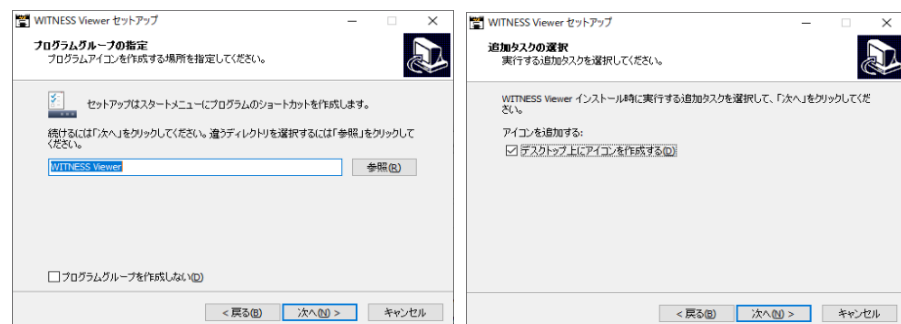 WITNESS Viewer セットアップ
プログラムグループの指定
プログラムアイコンを作成する場所を指定してください。
セットアップはスタートメニューにプログラムのショートカットを作成します。
続けるには「次へ」をクリックしてください。違うディレクトリを選択するには「参照」をクリックして
ください。
WITNESS Viewer
参照(R)
プログラムグループを作成しない(D)
< 戻る(B)
次へ(N) >
キャンセル
WITNESS Viewer セットアップ
追加タスクの選択
実行する追加タスクを選択してください。
WITNESS Viewer インストール時に実行する追加タスクを選択して、「次へ」をクリックしてくだ
さい。
アイコンを追加する:
デスクトップ上にアイコンを作成する(D)
< 戻る(B)
次へ(N) >
キャンセル